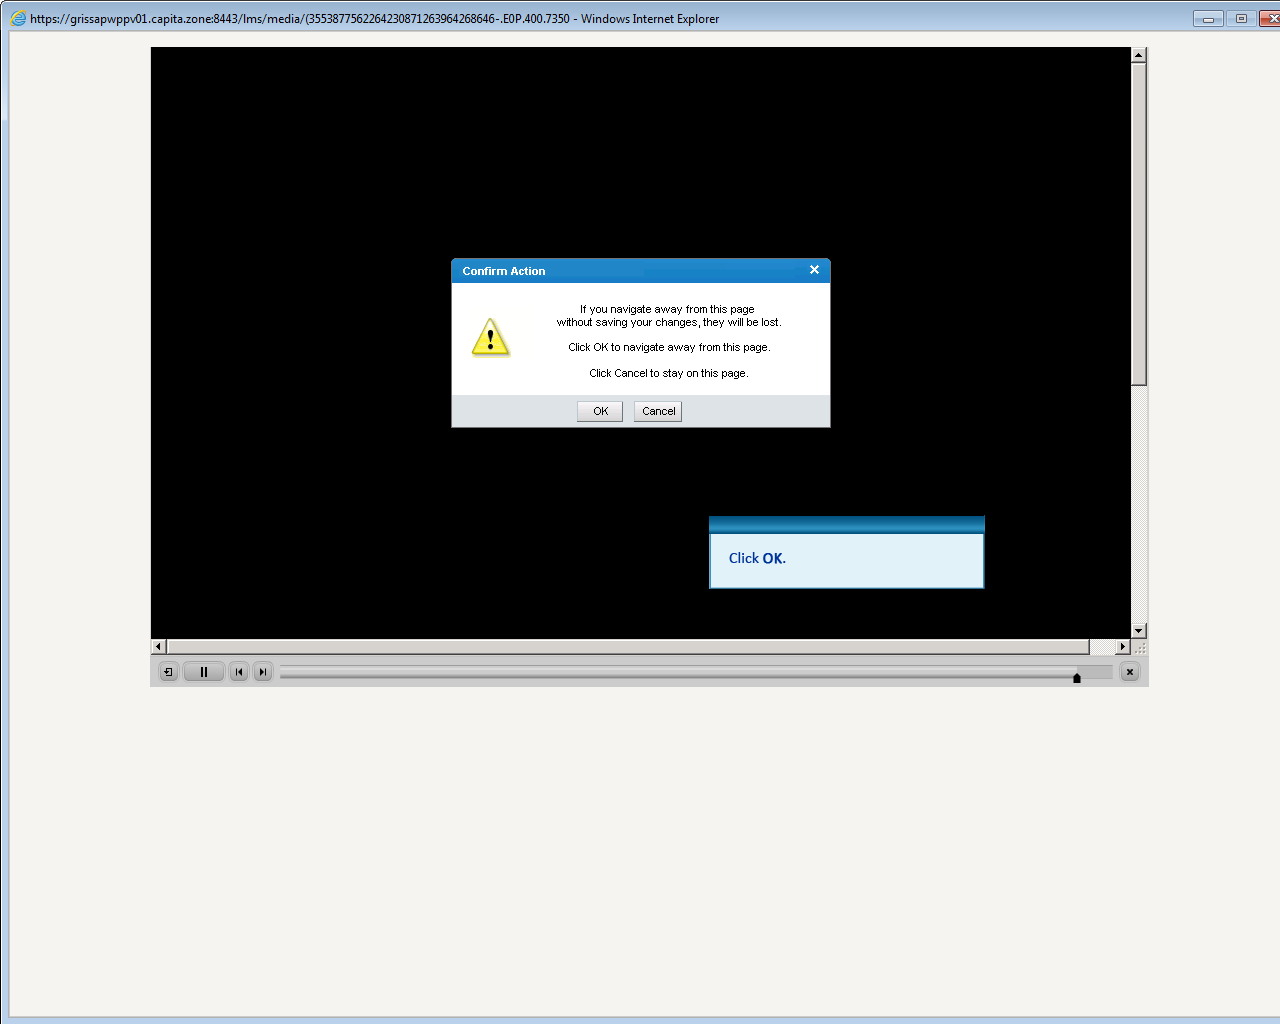 https://grissapwppv01.capita.zone:8443/lms/media/(3553877562264230871263964268646-.E0P.400.7350 - Windows Internet Explorer
Confirm Action
If you navigate away from this page
without saving your changes, they will be lost.
Click OK to navigate away from this page.
Click Cancel to stay on this page.
OK
Cancel
Click OK.